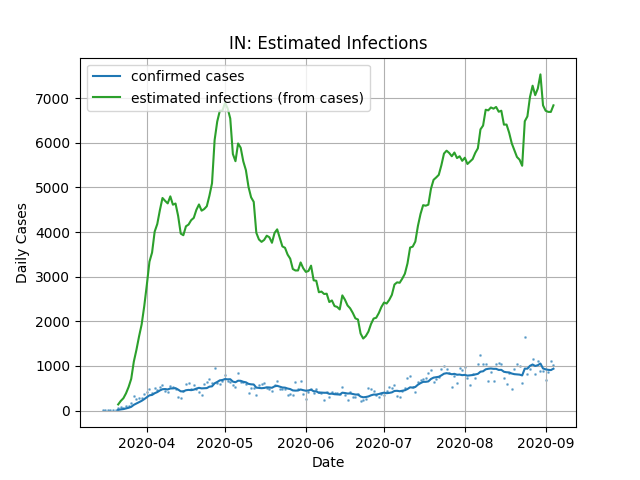 IN: Estimated Infections
confirmed cases
estimated infections (from cases)
Daily Cases
7000
6000
5000
4000
3000
2000
1000
0
2020-04 2020-05 2020-06 2020-07 2020-08 2020-09
Date